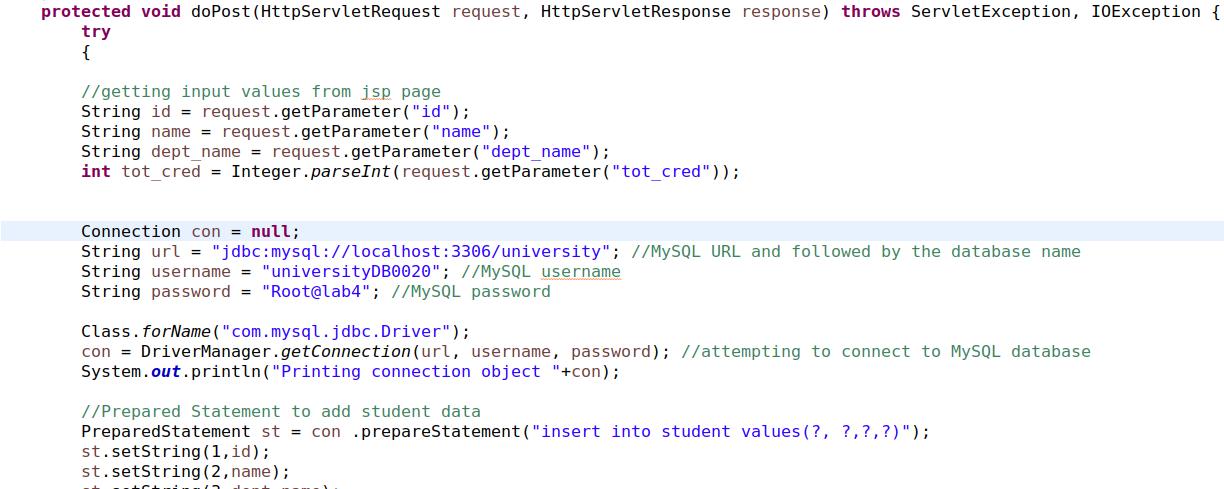 protected void doPost(HttpServletRequest request, HttpServletResponse response) throws ServletException, IOException {
try
{
//getting input values from jsp page
String id = request.getParameter("id");
String name = request.getParameter("name");
String dept_name = request.getParameter("dept_name");
int tot_cred = Integer.parseInt(request.getParameter("tot_cred"));
Connection con = null;
String url = "jdbc:mysql://localhost:3306/university"; //MySQL URL and followed by the database name
String username = "universityDB0020"; //MySQL username
String password = "Root@lab4"; //MySQL password
Class.forName("com.mysql.jdbc.Driver");
con = DriverManager.getConnection(url, username, password); //attempting to connect to MySQL database
System.out.println("Printing connection object "+con);
//Prepared Statement to add student data
PreparedStatement st = con .prepareStatement("insert into student values(?, ?,?,?)");
st.setString(1,id);
st.setString(2,name);